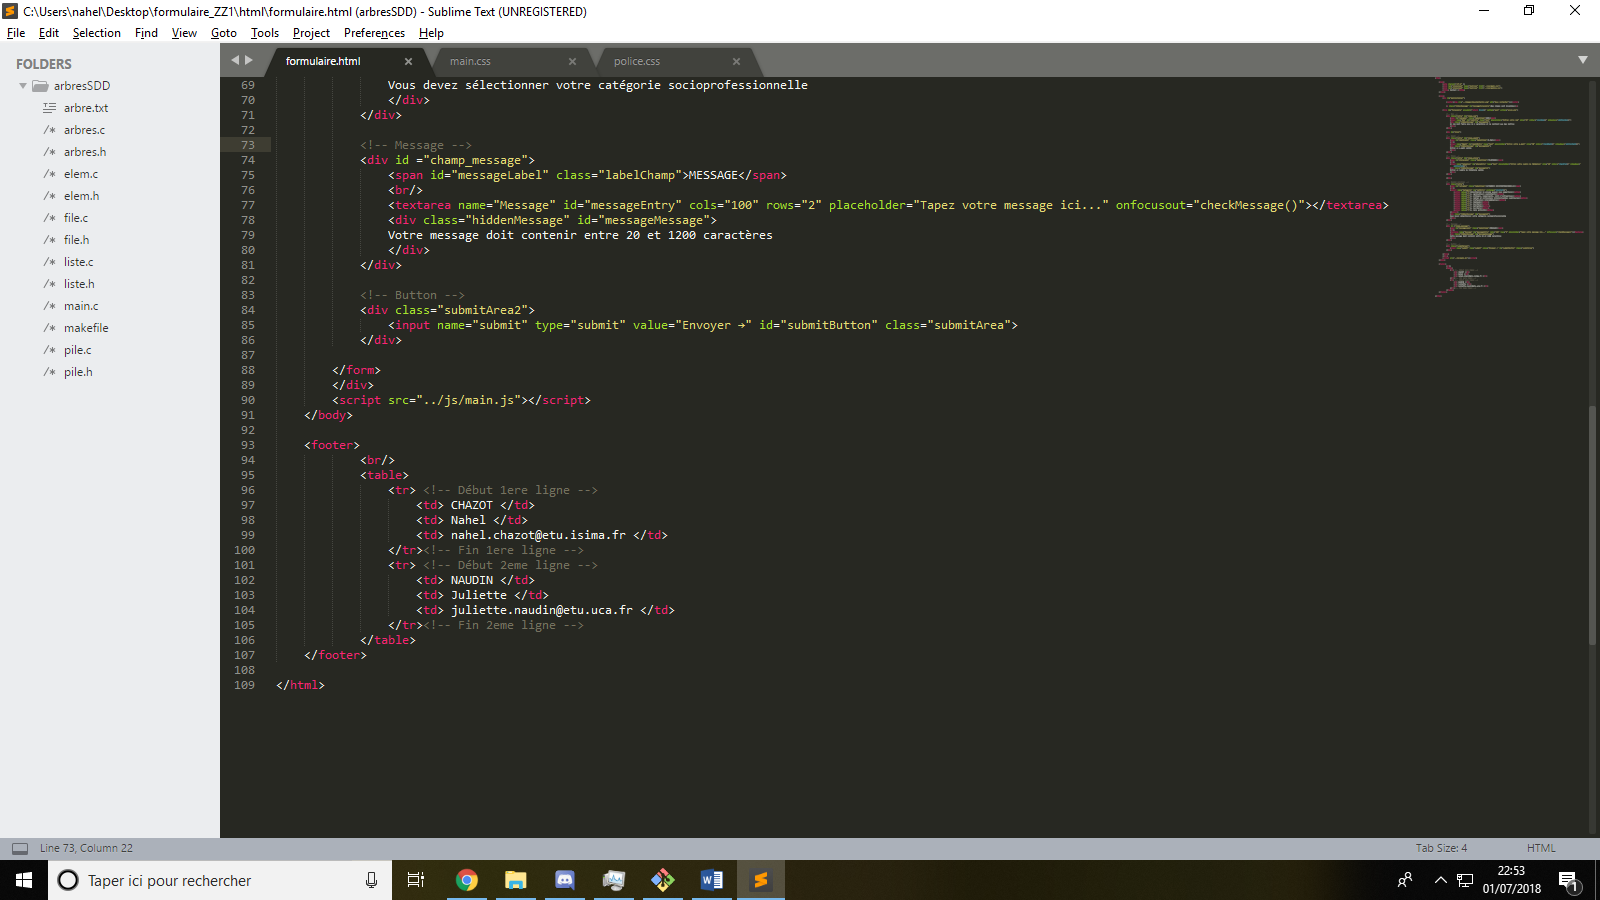 C:\Users\nahel\Desktop\formulaire_ZZ1\html\formulaire.html (arbresSDD) - Sublime Text (UNREGISTERED)
File Edit Selection Find View Goto Tools Project Preferences Help
FOLDERS
arbresSDD
arbre.txt
/* arbres.c
/* arbres.h
/* elem.c
/* elem.h
/* file.c
/* file.h
/* liste.c
/* liste.h
/* main.c
/* makefile
/* pile.c
/* pile.h
formulaire.html main.css police.css
69 Vous devez sélectionner votre catégorie socioprofessionnelle
70 </div>
71 </div>
72
73 <!-- Message -->
74 <div id ="champ_message">
75 <span id="messageLabel" class="labelChamp">MESSAGE</span>
76 <br/>
77 <textarea name="Message" id="messageEntry" cols="100" rows="2" placeholder="Tapez votre message ici..." onfocusout="checkMessage()"></textarea>
78 <div class="hiddenMessage" id="messageMessage">
79 Votre message doit contenir entre 20 et 1200 caractères
80 </div>
81 </div>
82
83 <!-- Button -->
84 <div class="submitArea2">
85 <input name="submit" type="submit" value="Envoyer →" id="submitButton" class="submitArea">
86 </div>
87
88 </form>
89 </div>
90 <script src="../js/main.js"></script>
91 </body>
92
93 <footer>
94 <br/>
95 <table>
96 <tr> <!-- Début 1ere ligne -->
97 <td> CHAZOT </td>
98 <td> Nahel </td>
99 <td> nahel.chazot@etu.isima.fr </td>
100 </tr><!-- Fin 1ere ligne -->
101 <tr> <!-- Début 2eme ligne -->
102 <td> NAUDIN </td>
103 <td> Juliette </td>
104 <td> juliette.naudin@etu.uca.fr </td>
105 </tr><!-- Fin 2eme ligne -->
106 </table>
107 </footer>
108
109 </html>
Line 73, Column 22 Tab Size: 4 HTML
Taper ici pour rechercher
22:53
01/07/2018
1